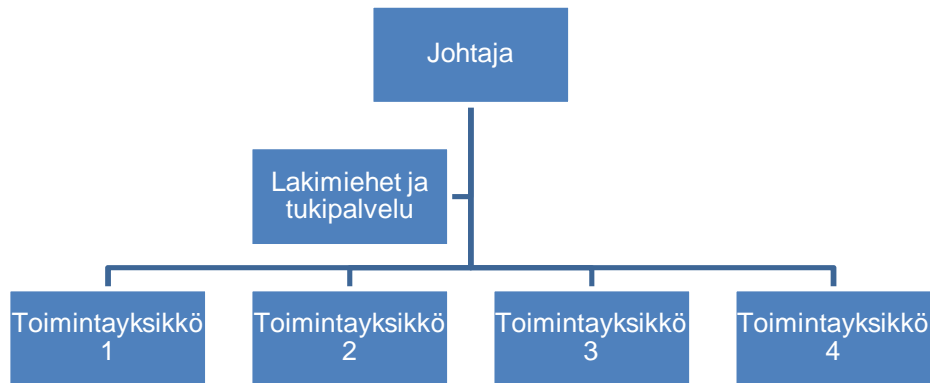 Johtaja
Lakimiehet ja
tukipalvelu
Toimintayksikkö
1
Toimintayksikkö
2
Toimintayksikkö
3
Toimintayksikkö
4